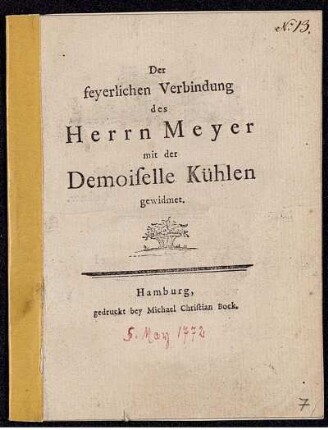 No. 13.
Der
feyerlichen Verbindung
des
Herrn Meyer
mit der
Demoiſelle Kühlen
gewidmet.
Hamburg,
gedruckt bey Michael Chriſtian Bock.
5. May 1772
7